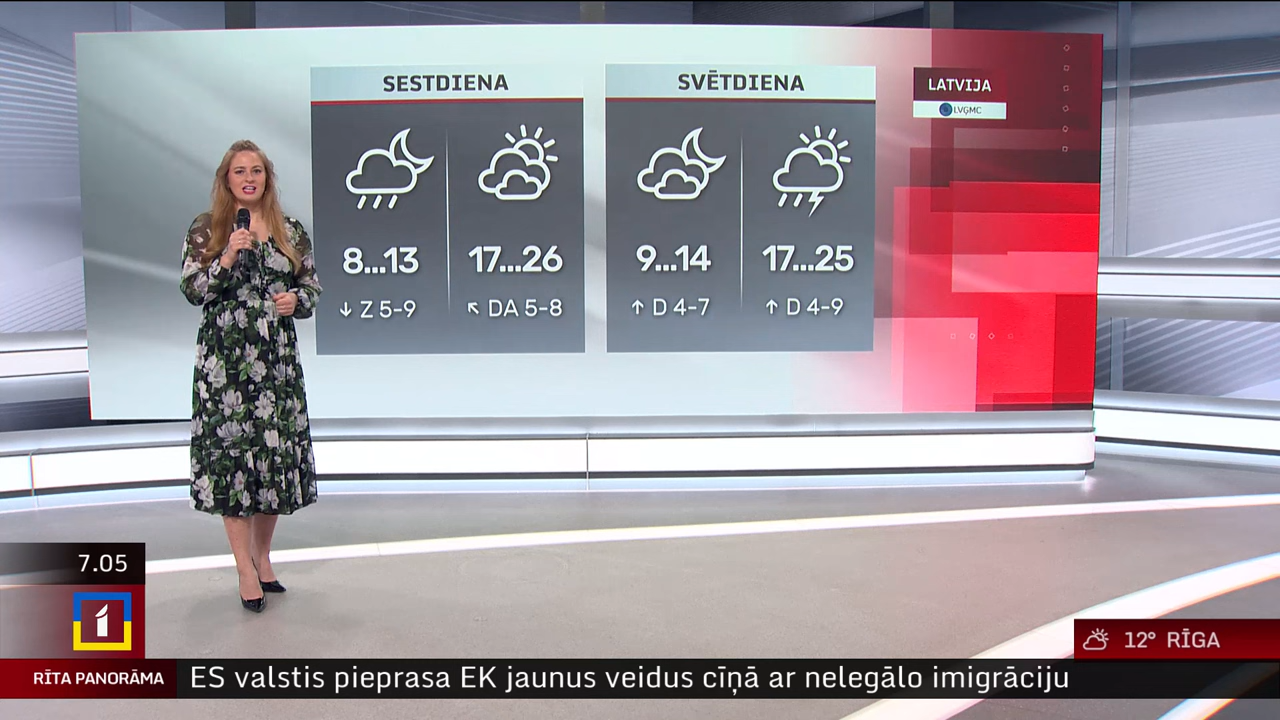 SESTDIENA
8...13
17...26
↓ Z 5-9
↖ DA 5-8
SVĒTDIENA
9...14
17...25
↑ D 4-7
↑ D 4-9
LATVIJA
LVĢMC
7.05
1
12° RĪGA
RĪTA PANORĀMA
ES valstis pieprasa EK jaunus veidus cīņā ar nelegālo imigrāciju